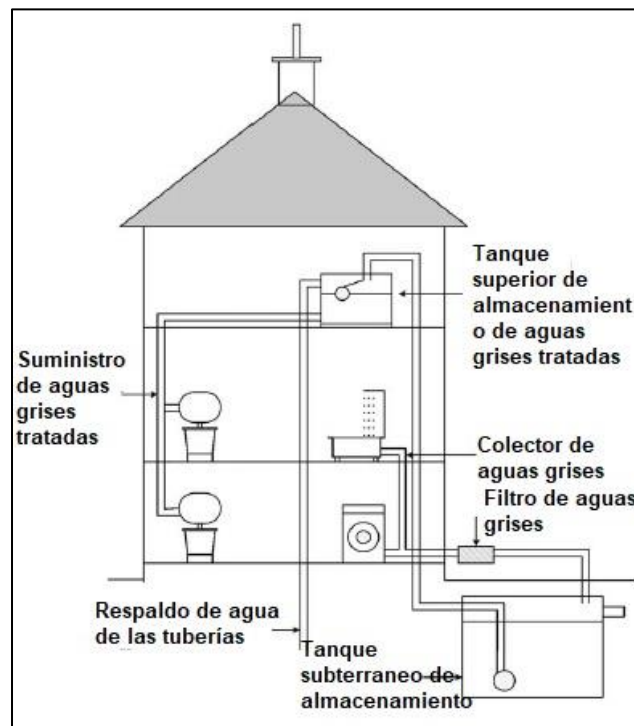 Tanque
superior de
almacenamient
o de aguas
grises tratadas
Suministro
de aguas
grises
tratadas
Colector de
aguas grises
Filtro de aguas
grises
Respaldo de agua
de las tuberías
Tanque
subterraneo de
almacenamiento